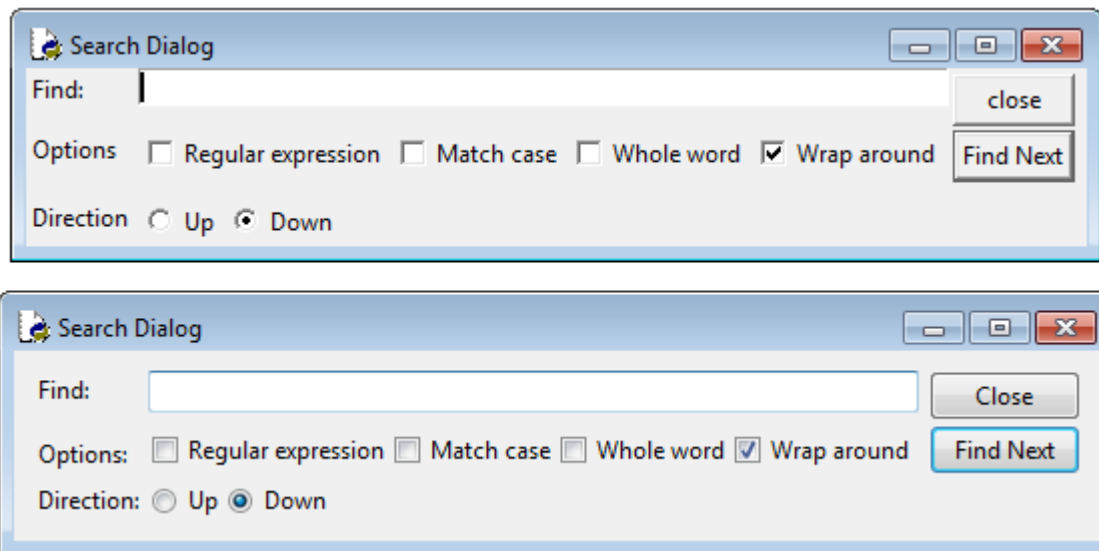 Search Dialog
Find:
close
Options Regular expression Match case Whole word Wrap around Find Next
Direction Up Down
Search Dialog
Find:
Close
Options: Regular expression Match case Whole word Wrap around Find Next
Direction: Up Down